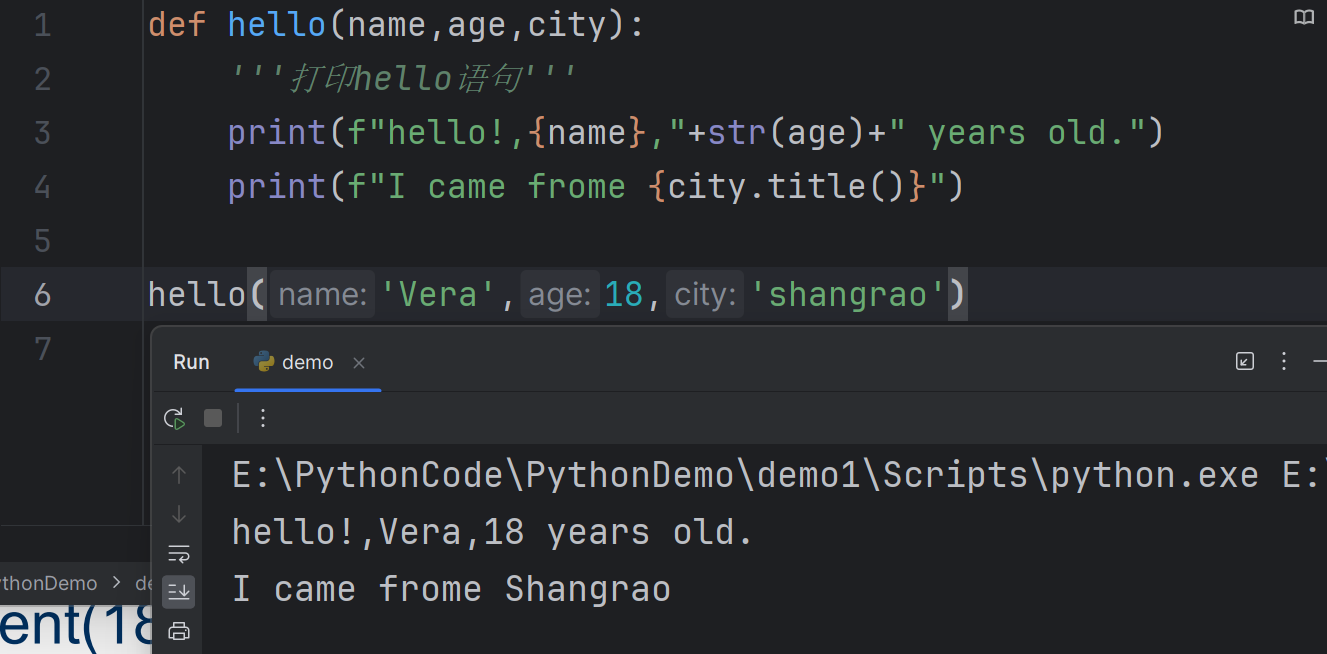 1 def hello(name,age,city):
2 '''打印hello语句'''
3 print(f"hello!,{name},"+str(age)+" years old.")
4 print(f"I came frome {city.title()}")
5
6 hello(name: 'Vera',age: 18,city: 'shangrao')
7
Run demo
E:\PythonCode\PythonDemo\demo1\Scripts\python.exe E:\
hello!,Vera,18 years old.
I came frome Shangrao
thonDemo > de
ent(18